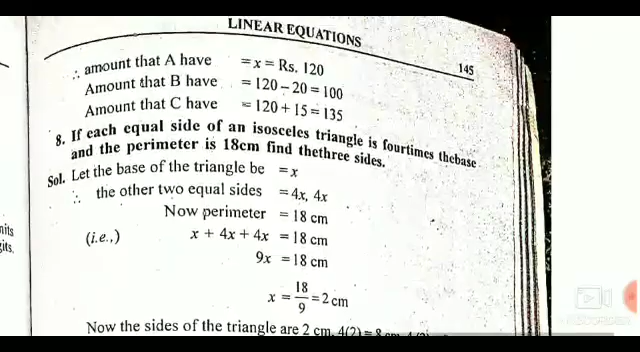 LINEAR EQUATIONS
145
∴ amount that A have = x = Rs. 120
Amount that B have = 120 – 20 = 100
Amount that C have = 120 + 15 = 135
8. If each equal side of an isosceles triangle is fourtimes thebase
and the perimeter is 18cm find thethree sides.
Sol. Let the base of the triangle be = x
∴ the other two equal sides = 4x, 4x
Now perimeter = 18 cm
(i.e.,) x + 4x + 4x = 18 cm
9x = 18 cm
x = 18/9 = 2 cm
Now the sides of the triangle are 2 cm, 4(2) = 8 cm,